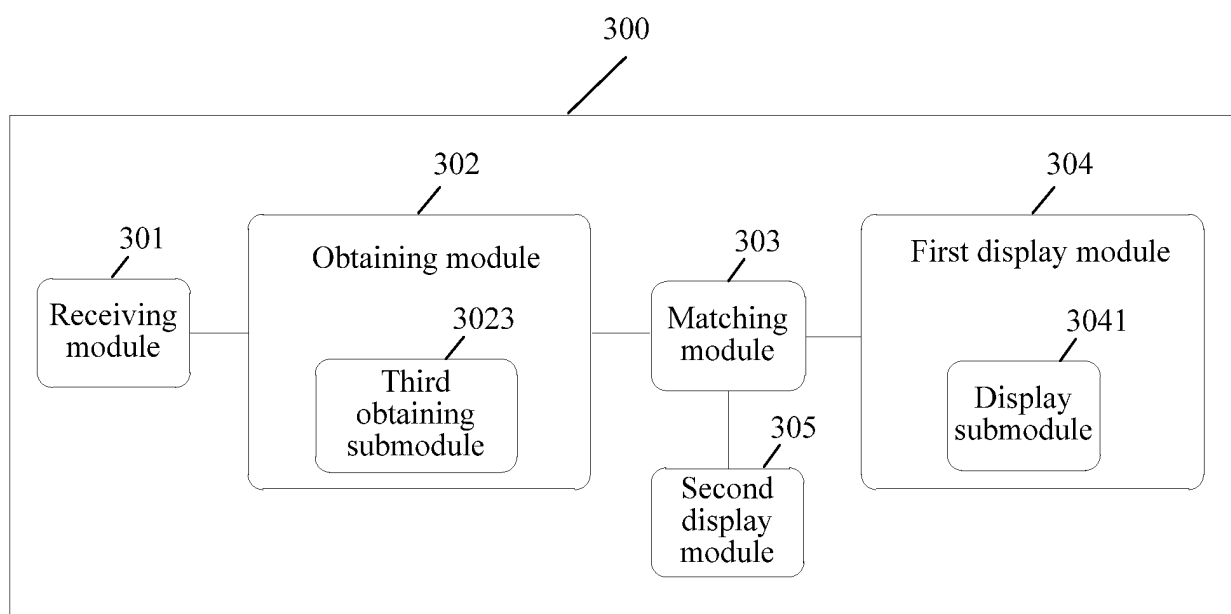 300
302
304
301
303
Obtaining module
First display module
Receiving
module
3023
Matching
module
3041
Third
obtaining
submodule
Display
submodule
305
Second
display
module